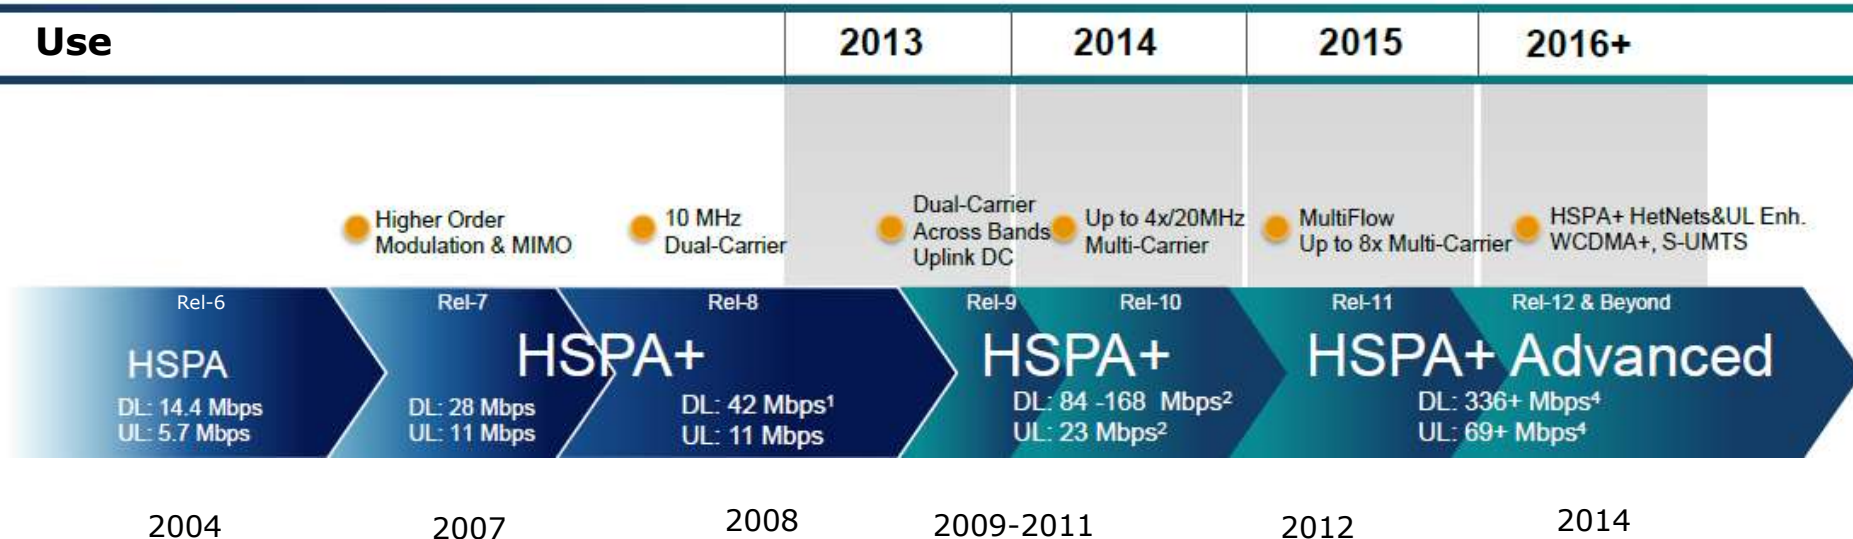 Use
2013
2014
2015
2016+
Higher Order
Modulation & MIMO
10 MHz
Dual-Carrier
Dual-Carrier
Across Bands
Uplink DC
Up to 4x/20MHz
Multi-Carrier
MultiFlow
Up to 8x Multi-Carrier
HSPA+ HetNets&UL Enh.
WCDMA+, S-UMTS
Rel-6
Rel-7
Rel-8
Rel-9
Rel-10
Rel-11
Rel-12 & Beyond
HSPA
DL: 14.4 Mbps
UL: 5.7 Mbps
HSPA+
DL: 28 Mbps
UL: 11 Mbps
DL: 42 Mbps¹
UL: 11 Mbps
HSPA+
DL: 84 -168 Mbps²
UL: 23 Mbps²
HSPA+ Advanced
DL: 336+ Mbps⁴
UL: 69+ Mbps⁴
2004
2007
2008
2009-2011
2012
2014